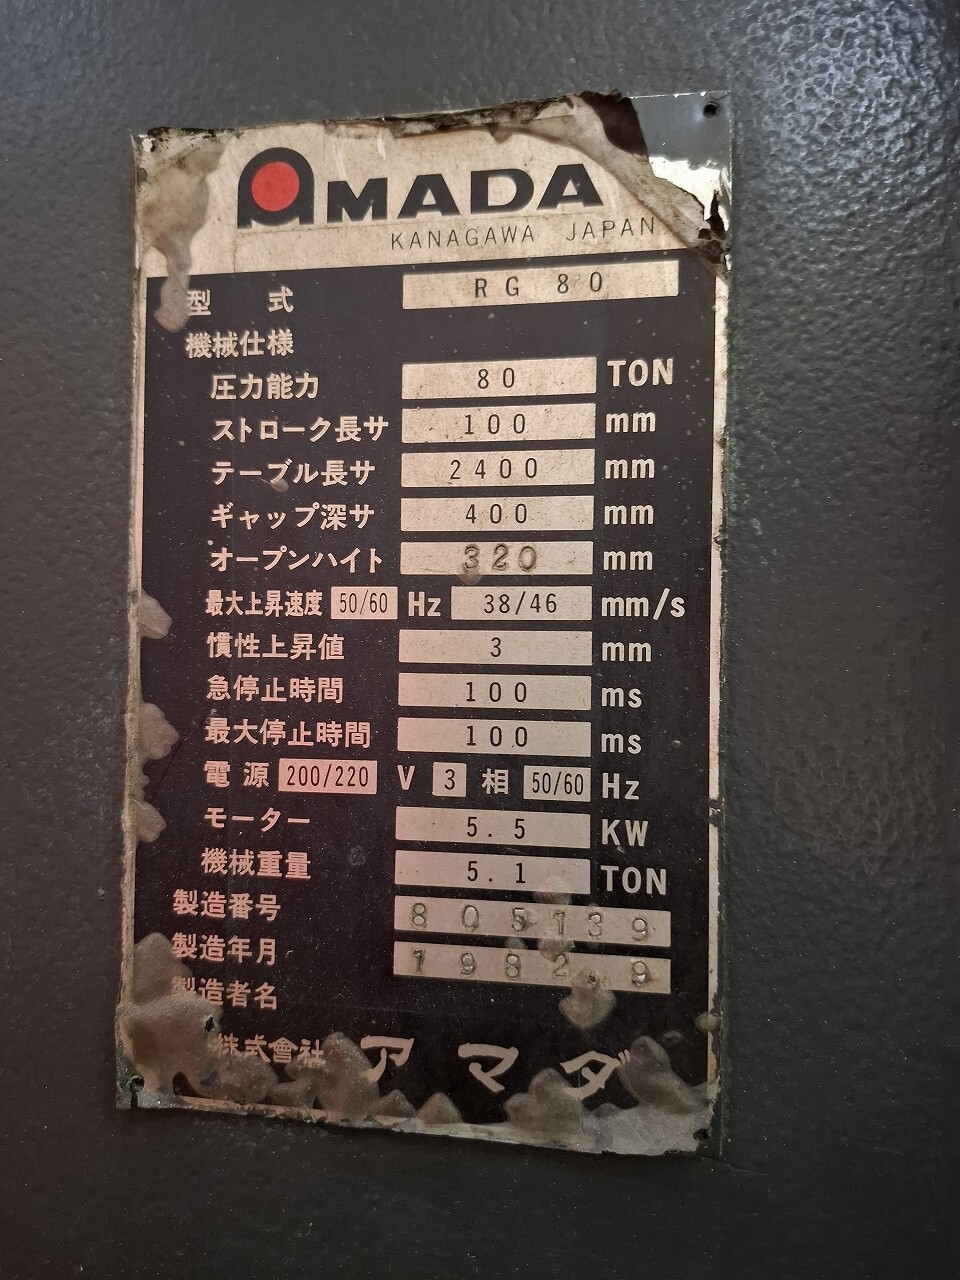 AMADA
KANAGAWA JAPAN
型 式 RG 80
機械仕様
圧力能力 80 TON
ストローク長サ 100 mm
テーブル長サ 2400 mm
ギャップ深サ 400 mm
オープンハイト 320 mm
最大上昇速度 50/60 Hz 38/46 mm/s
慣性上昇値 3 mm
急停止時間 100 ms
最大停止時間 100 ms
電源 200/220 V 3 相 50/60 Hz
モーター 5.5 KW
機械重量 5.1 TON
製造番号 805139
製造年月 1982 9
製造者名
株式會社 アマダ